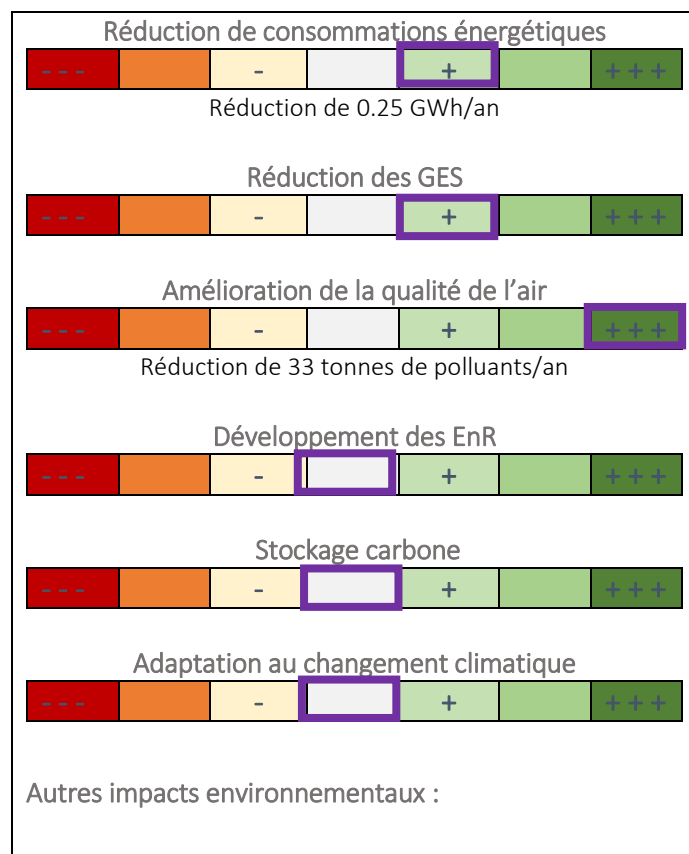 Réduction de consommations énergétiques
- - - - + + + +
Réduction de 0.25 GWh/an
Réduction des GES
- - - - + + + +
Amélioration de la qualité de l’air
- - - - + + + +
Réduction de 33 tonnes de polluants/an
Développement des EnR
- - - - + + + +
Stockage carbone
- - - - + + + +
Adaptation au changement climatique
- - - - + + + +
Autres impacts environnementaux :